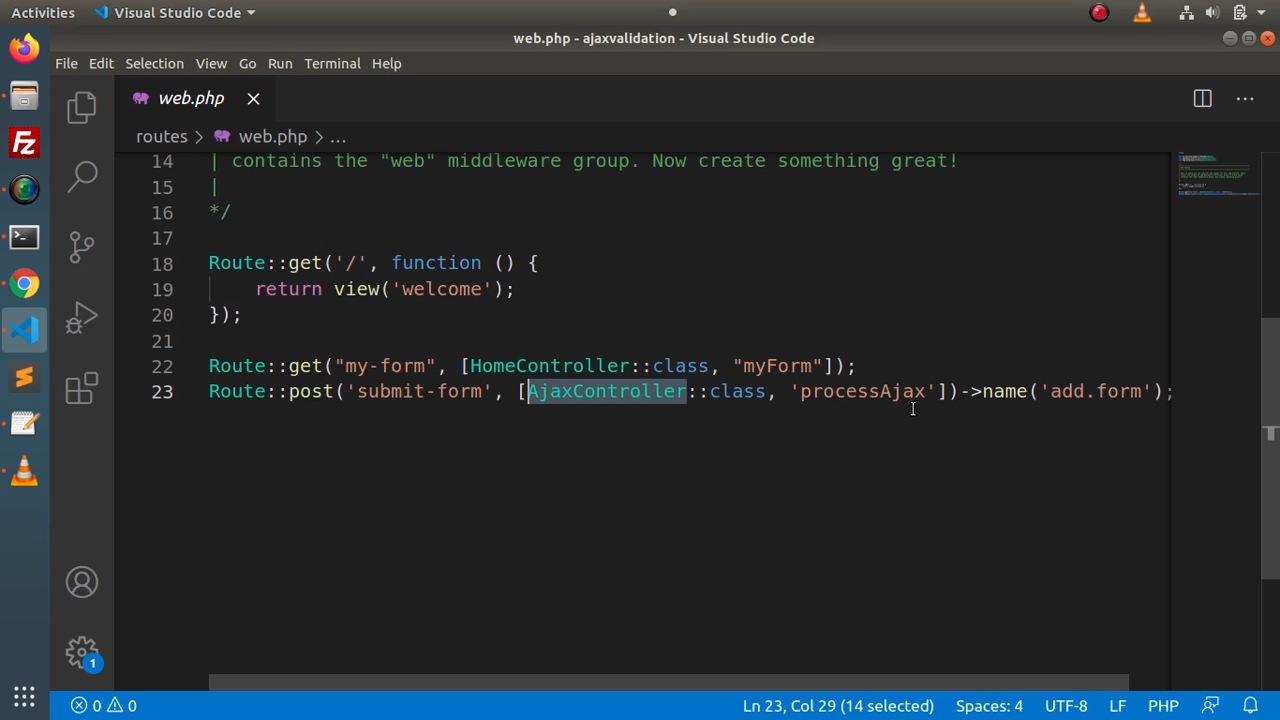 Activities
Visual Studio Code
web.php - ajaxvalidation - Visual Studio Code
File Edit Selection View Go Run Terminal Help
web.php
routes > web.php > ...
14 | contains the "web" middleware group. Now create something great!
15 |
16 */
17
18 Route::get('/', function () {
19 return view('welcome');
20 });
21
22 Route::get("my-form", [HomeController::class, "myForm"]);
23 Route::post('submit-form', [AjaxController::class, 'processAjax'])->name('add.form');
Fz
1
0 0 Ln 23, Col 29 (14 selected) Spaces: 4 UTF-8 LF PHP